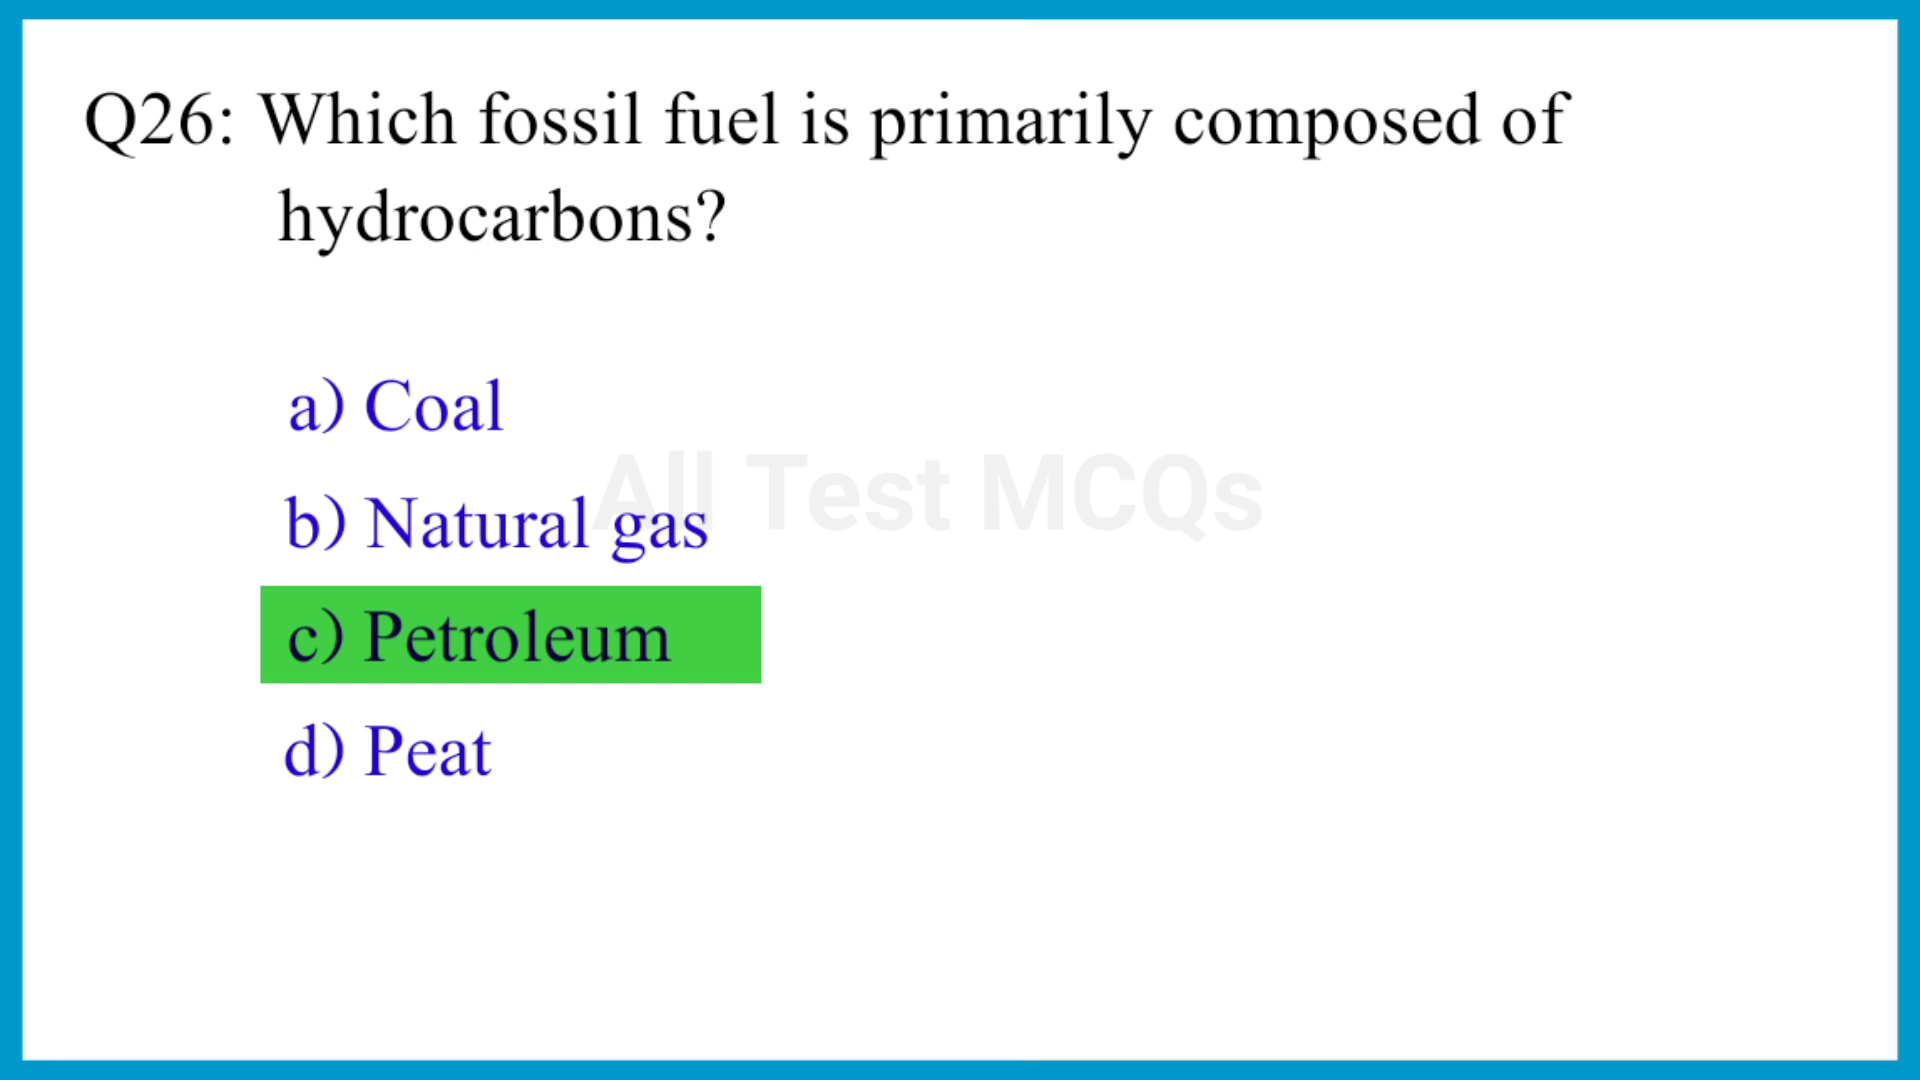 Q26: Which fossil fuel is primarily composed of
hydrocarbons?
a) Coal
All Test MCQs
b) Natural gas
c) Petroleum
d) Peat